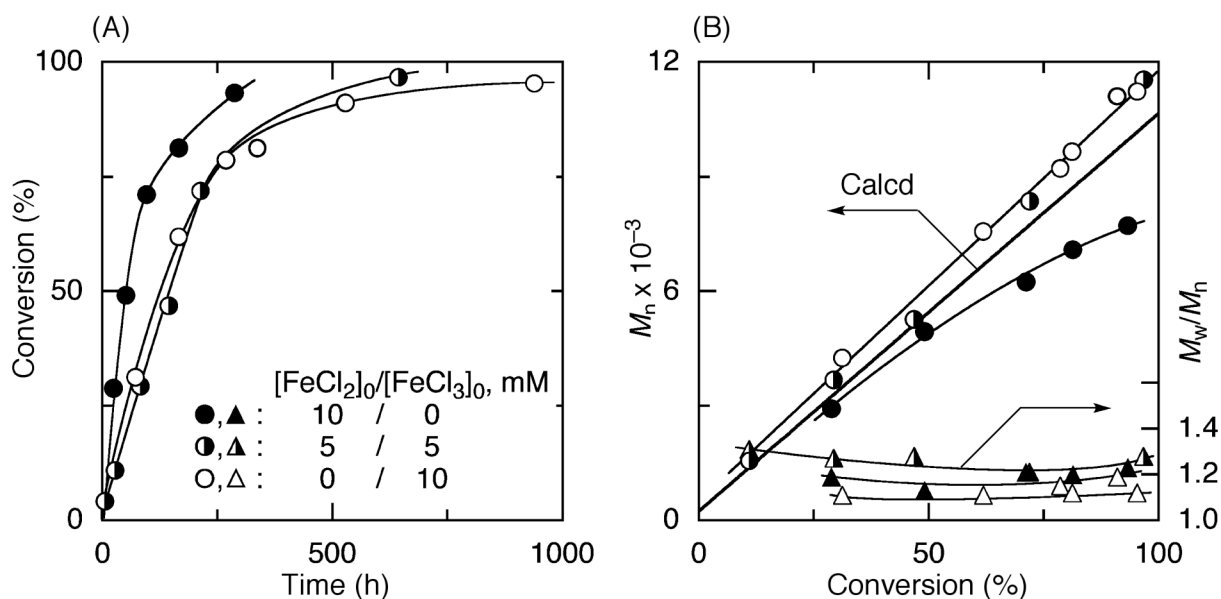 (A)
100
50
0
Conversion (%)
0 500 1000
Time (h)
[FeCl₂]₀/[FeCl₃]₀, mM
●,▲ : 10 / 0
◑,◮ : 5 / 5
○,△ : 0 / 10
(B)
12
6
0
Mₙ x 10⁻³
Calcd
1.4
1.2
1.0
M_w/Mₙ
0 50 100
Conversion (%)